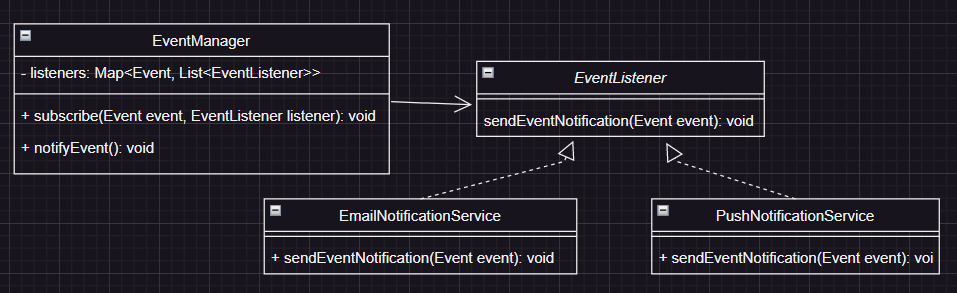 EventManager
- listeners: Map<Event, List<EventListener>>
+ subscribe(Event event, EventListener listener): void
+ notifyEvent(): void
EventListener
sendEventNotification(Event event): void
EmailNotificationService
+ sendEventNotification(Event event): void
PushNotificationService
+ sendEventNotification(Event event): voi